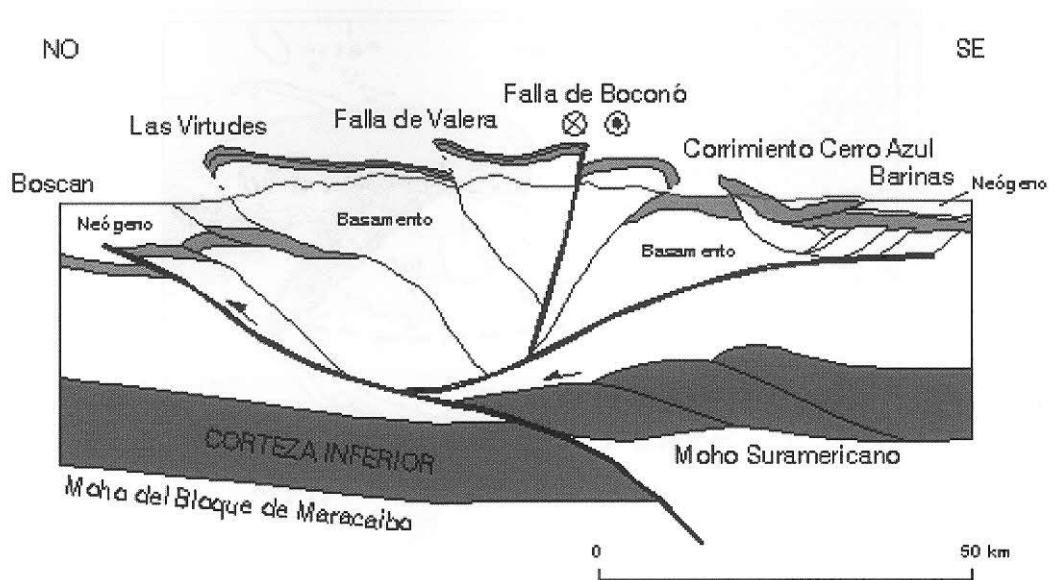 NO
SE
Falla de Boconó
Falla de Valera
Las Virtudes
Corrimiento Cerro Azul
Barinas
Neógeno
Boscan
Neógeno
Basamento
Basamento
CORTEZA INFERIOR
Moho Suramericano
Moho del Bloque de Maracaibo
0
50 km